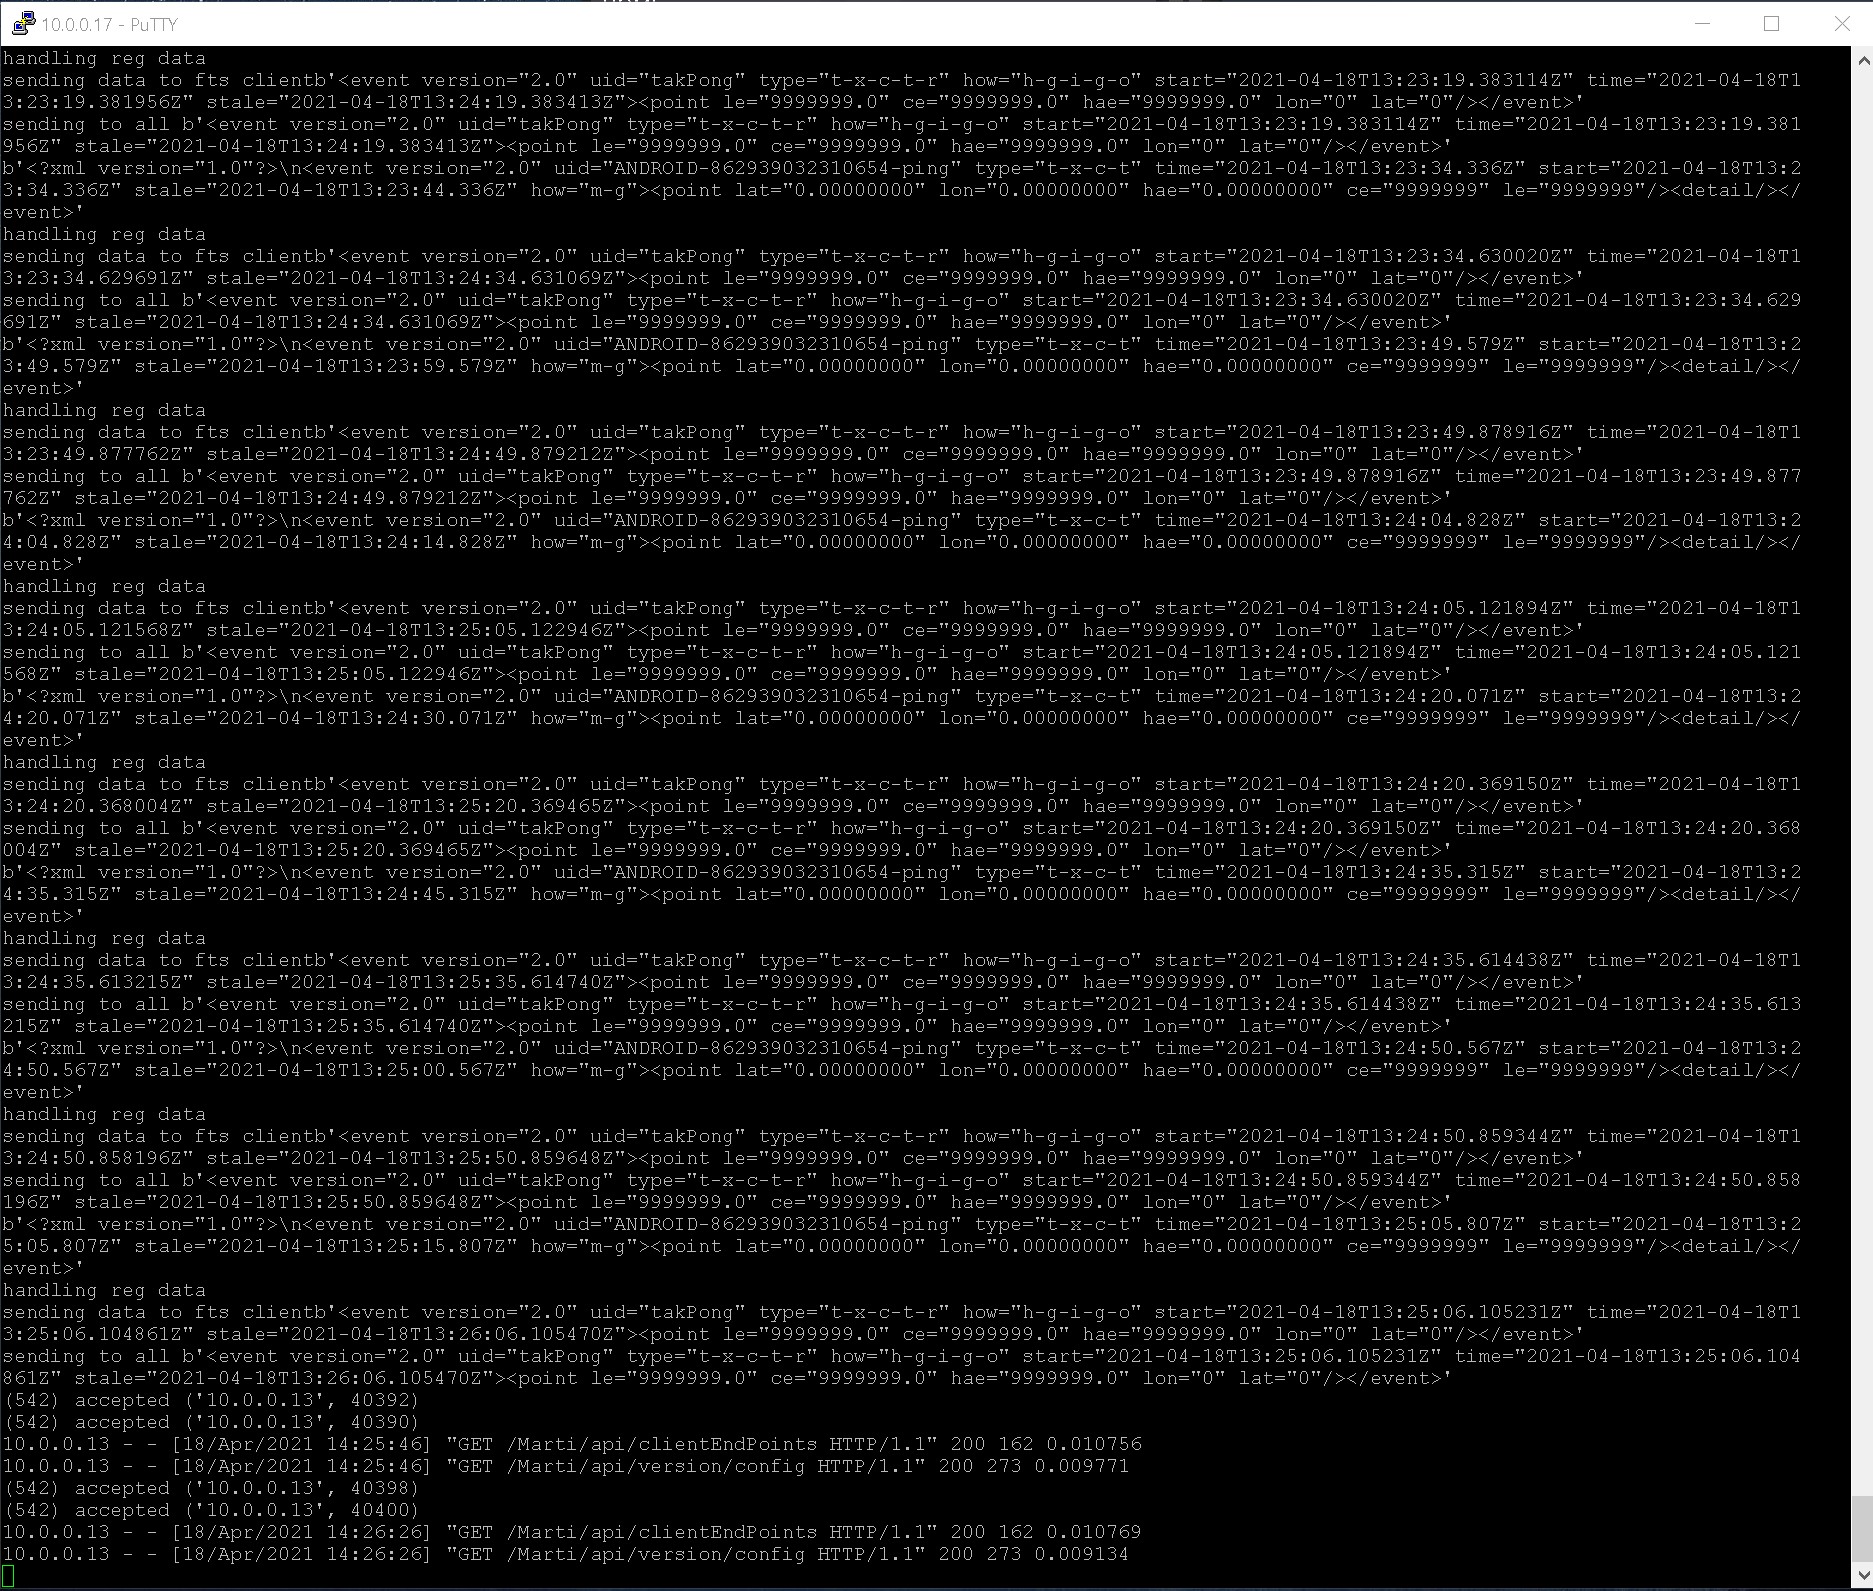 10.0.0.17 - PuTTY
handling reg data
sending data to fts clientb'<event version="2.0" uid="takPong" type="t-x-c-t-r" how="h-g-i-g-o" start="2021-04-18T13:23:19.383114Z" time="2021-04-18T1
3:23:19.381956Z" stale="2021-04-18T13:24:19.383413Z"><point le="9999999.0" ce="9999999.0" hae="9999999.0" lon="0" lat="0"/></event>'
sending to all b'<event version="2.0" uid="takPong" type="t-x-c-t-r" how="h-g-i-g-o" start="2021-04-18T13:23:19.383114Z" time="2021-04-18T13:23:19.381
956Z" stale="2021-04-18T13:24:19.383413Z"><point le="9999999.0" ce="9999999.0" hae="9999999.0" lon="0" lat="0"/></event>'
b'<?xml version="1.0"?>\n<event version="2.0" uid="ANDROID-862939032310654-ping" type="t-x-c-t" time="2021-04-18T13:23:34.336Z" start="2021-04-18T13:2
3:34.336Z" stale="2021-04-18T13:23:44.336Z" how="m-g"><point lat="0.00000000" lon="0.00000000" hae="0.00000000" ce="9999999" le="9999999"/><detail/></
event>'
handling reg data
sending data to fts clientb'<event version="2.0" uid="takPong" type="t-x-c-t-r" how="h-g-i-g-o" start="2021-04-18T13:23:34.630020Z" time="2021-04-18T1
3:23:34.629691Z" stale="2021-04-18T13:24:34.631069Z"><point le="9999999.0" ce="9999999.0" hae="9999999.0" lon="0" lat="0"/></event>'
sending to all b'<event version="2.0" uid="takPong" type="t-x-c-t-r" how="h-g-i-g-o" start="2021-04-18T13:23:34.630020Z" time="2021-04-18T13:23:34.629
691Z" stale="2021-04-18T13:24:34.631069Z"><point le="9999999.0" ce="9999999.0" hae="9999999.0" lon="0" lat="0"/></event>'
b'<?xml version="1.0"?>\n<event version="2.0" uid="ANDROID-862939032310654-ping" type="t-x-c-t" time="2021-04-18T13:23:49.579Z" start="2021-04-18T13:2
3:49.579Z" stale="2021-04-18T13:23:59.579Z" how="m-g"><point lat="0.00000000" lon="0.00000000" hae="0.00000000" ce="9999999" le="9999999"/><detail/></
event>'
handling reg data
sending data to fts clientb'<event version="2.0" uid="takPong" type="t-x-c-t-r" how="h-g-i-g-o" start="2021-04-18T13:23:49.878916Z" time="2021-04-18T1
3:23:49.877762Z" stale="2021-04-18T13:24:49.879212Z"><point le="9999999.0" ce="9999999.0" hae="9999999.0" lon="0" lat="0"/></event>'
sending to all b'<event version="2.0" uid="takPong" type="t-x-c-t-r" how="h-g-i-g-o" start="2021-04-18T13:23:49.878916Z" time="2021-04-18T13:23:49.877
762Z" stale="2021-04-18T13:24:49.879212Z"><point le="9999999.0" ce="9999999.0" hae="9999999.0" lon="0" lat="0"/></event>'
b'<?xml version="1.0"?>\n<event version="2.0" uid="ANDROID-862939032310654-ping" type="t-x-c-t" time="2021-04-18T13:24:04.828Z" start="2021-04-18T13:2
4:04.828Z" stale="2021-04-18T13:24:14.828Z" how="m-g"><point lat="0.00000000" lon="0.00000000" hae="0.00000000" ce="9999999" le="9999999"/><detail/></
event>'
handling reg data
sending data to fts clientb'<event version="2.0" uid="takPong" type="t-x-c-t-r" how="h-g-i-g-o" start="2021-04-18T13:24:05.121894Z" time="2021-04-18T1
3:24:05.121568Z" stale="2021-04-18T13:25:05.122946Z"><point le="9999999.0" ce="9999999.0" hae="9999999.0" lon="0" lat="0"/></event>'
sending to all b'<event version="2.0" uid="takPong" type="t-x-c-t-r" how="h-g-i-g-o" start="2021-04-18T13:24:05.121894Z" time="2021-04-18T13:24:05.121
568Z" stale="2021-04-18T13:25:05.122946Z"><point le="9999999.0" ce="9999999.0" hae="9999999.0" lon="0" lat="0"/></event>'
b'<?xml version="1.0"?>\n<event version="2.0" uid="ANDROID-862939032310654-ping" type="t-x-c-t" time="2021-04-18T13:24:20.071Z" start="2021-04-18T13:2
4:20.071Z" stale="2021-04-18T13:24:30.071Z" how="m-g"><point lat="0.00000000" lon="0.00000000" hae="0.00000000" ce="9999999" le="9999999"/><detail/></
event>'
handling reg data
sending data to fts clientb'<event version="2.0" uid="takPong" type="t-x-c-t-r" how="h-g-i-g-o" start="2021-04-18T13:24:20.369150Z" time="2021-04-18T1
3:24:20.368004Z" stale="2021-04-18T13:25:20.369465Z"><point le="9999999.0" ce="9999999.0" hae="9999999.0" lon="0" lat="0"/></event>'
sending to all b'<event version="2.0" uid="takPong" type="t-x-c-t-r" how="h-g-i-g-o" start="2021-04-18T13:24:20.369150Z" time="2021-04-18T13:24:20.368
004Z" stale="2021-04-18T13:25:20.369465Z"><point le="9999999.0" ce="9999999.0" hae="9999999.0" lon="0" lat="0"/></event>'
b'<?xml version="1.0"?>\n<event version="2.0" uid="ANDROID-862939032310654-ping" type="t-x-c-t" time="2021-04-18T13:24:35.315Z" start="2021-04-18T13:2
4:35.315Z" stale="2021-04-18T13:24:45.315Z" how="m-g"><point lat="0.00000000" lon="0.00000000" hae="0.00000000" ce="9999999" le="9999999"/><detail/></
event>'
handling reg data
sending data to fts clientb'<event version="2.0" uid="takPong" type="t-x-c-t-r" how="h-g-i-g-o" start="2021-04-18T13:24:35.614438Z" time="2021-04-18T1
3:24:35.613215Z" stale="2021-04-18T13:25:35.614740Z"><point le="9999999.0" ce="9999999.0" hae="9999999.0" lon="0" lat="0"/></event>'
sending to all b'<event version="2.0" uid="takPong" type="t-x-c-t-r" how="h-g-i-g-o" start="2021-04-18T13:24:35.614438Z" time="2021-04-18T13:24:35.613
215Z" stale="2021-04-18T13:25:35.614740Z"><point le="9999999.0" ce="9999999.0" hae="9999999.0" lon="0" lat="0"/></event>'
b'<?xml version="1.0"?>\n<event version="2.0" uid="ANDROID-862939032310654-ping" type="t-x-c-t" time="2021-04-18T13:24:50.567Z" start="2021-04-18T13:2
4:50.567Z" stale="2021-04-18T13:25:00.567Z" how="m-g"><point lat="0.00000000" lon="0.00000000" hae="0.00000000" ce="9999999" le="9999999"/><detail/></
event>'
handling reg data
sending data to fts clientb'<event version="2.0" uid="takPong" type="t-x-c-t-r" how="h-g-i-g-o" start="2021-04-18T13:24:50.859344Z" time="2021-04-18T1
3:24:50.858196Z" stale="2021-04-18T13:25:50.859648Z"><point le="9999999.0" ce="9999999.0" hae="9999999.0" lon="0" lat="0"/></event>'
sending to all b'<event version="2.0" uid="takPong" type="t-x-c-t-r" how="h-g-i-g-o" start="2021-04-18T13:24:50.859344Z" time="2021-04-18T13:24:50.858
196Z" stale="2021-04-18T13:25:50.859648Z"><point le="9999999.0" ce="9999999.0" hae="9999999.0" lon="0" lat="0"/></event>'
b'<?xml version="1.0"?>\n<event version="2.0" uid="ANDROID-862939032310654-ping" type="t-x-c-t" time="2021-04-18T13:25:05.807Z" start="2021-04-18T13:2
5:05.807Z" stale="2021-04-18T13:25:15.807Z" how="m-g"><point lat="0.00000000" lon="0.00000000" hae="0.00000000" ce="9999999" le="9999999"/><detail/></
event>'
handling reg data
sending data to fts clientb'<event version="2.0" uid="takPong" type="t-x-c-t-r" how="h-g-i-g-o" start="2021-04-18T13:25:06.105231Z" time="2021-04-18T1
3:25:06.104861Z" stale="2021-04-18T13:26:06.105470Z"><point le="9999999.0" ce="9999999.0" hae="9999999.0" lon="0" lat="0"/></event>'
sending to all b'<event version="2.0" uid="takPong" type="t-x-c-t-r" how="h-g-i-g-o" start="2021-04-18T13:25:06.105231Z" time="2021-04-18T13:25:06.104
861Z" stale="2021-04-18T13:26:06.105470Z"><point le="9999999.0" ce="9999999.0" hae="9999999.0" lon="0" lat="0"/></event>'
(542) accepted ('10.0.0.13', 40392)
(542) accepted ('10.0.0.13', 40390)
10.0.0.13 - - [18/Apr/2021 14:25:46] "GET /Marti/api/clientEndPoints HTTP/1.1" 200 162 0.010756
10.0.0.13 - - [18/Apr/2021 14:25:46] "GET /Marti/api/version/config HTTP/1.1" 200 273 0.009771
(542) accepted ('10.0.0.13', 40398)
(542) accepted ('10.0.0.13', 40400)
10.0.0.13 - - [18/Apr/2021 14:26:26] "GET /Marti/api/clientEndPoints HTTP/1.1" 200 162 0.010769
10.0.0.13 - - [18/Apr/2021 14:26:26] "GET /Marti/api/version/config HTTP/1.1" 200 273 0.009134